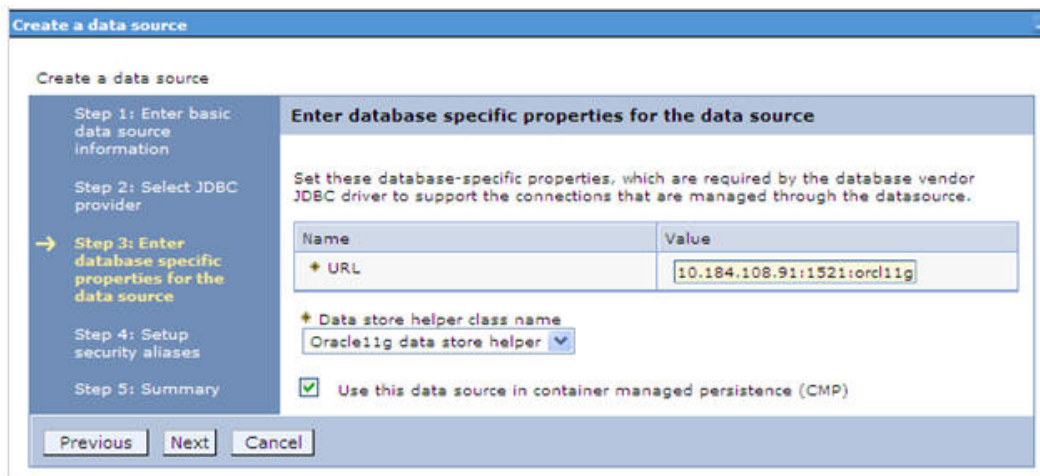 Create a data source
Create a data source
Step 1: Enter basic
data source
information
Step 2: Select JDBC
provider
Step 3: Enter
database specific
properties for the
data source
Step 4: Setup
security aliases
Step 5: Summary
Enter database specific properties for the data source
Set these database-specific properties, which are required by the database vendor
JDBC driver to support the connections that are managed through the datasource.
Name Value
URL 10.184.108.91:1521:orcl11g
Data store helper class name
Oracle11g data store helper
Use this data source in container managed persistence (CMP)
Previous Next Cancel